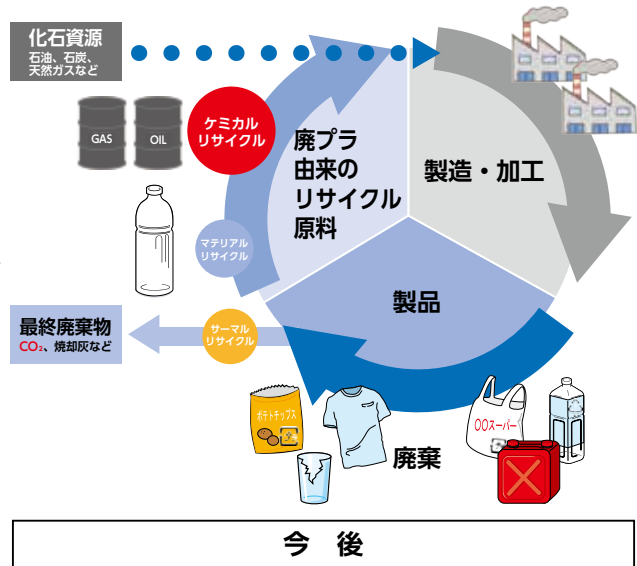 化石資源
石油、石炭、
天然ガスなど
GAS
OIL
ケミカル
リサイクル
廃プラ
由来の
リサイクル
原料
製造・加工
マテリアル
リサイクル
製品
最終廃棄物
CO₂、焼却灰など
サーマル
リサイクル
ポテトチップス
〇〇スーパー
廃棄
今後